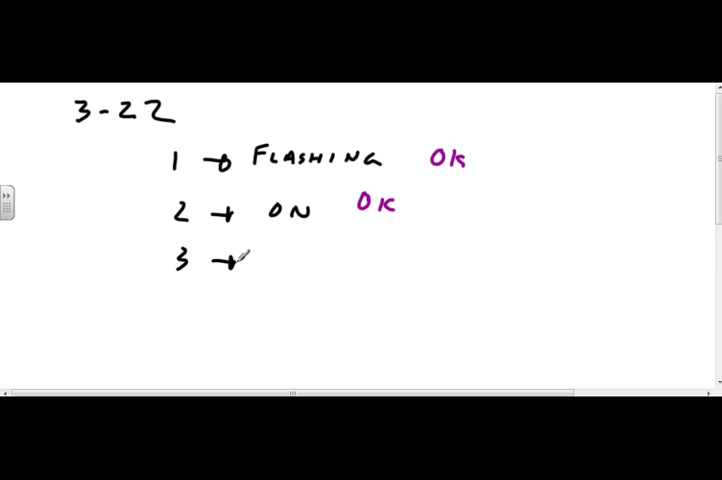 3-22
1 → FLASHING OK
2 → ON OK
3 →